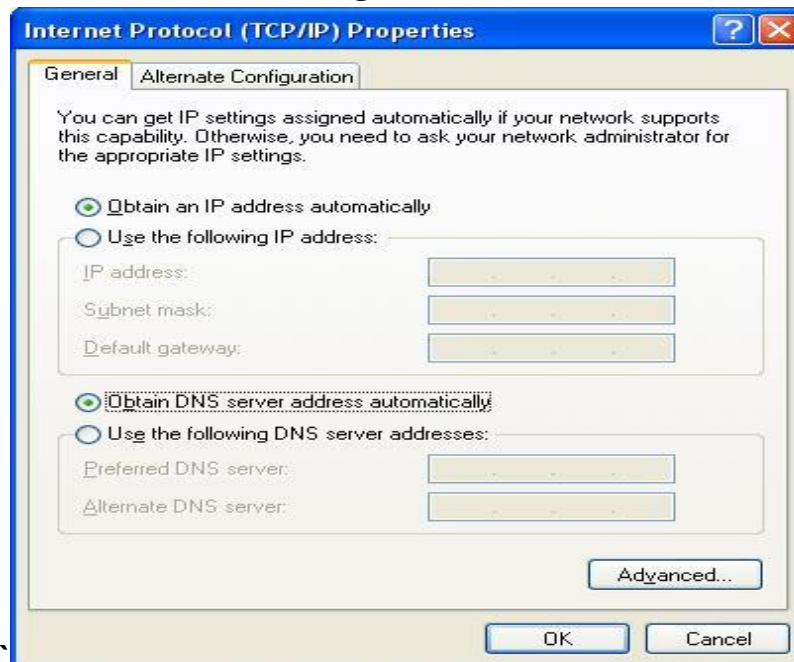 Internet Protocol (TCP/IP) Properties
General Alternate Configuration
You can get IP settings assigned automatically if your network supports
this capability. Otherwise, you need to ask your network administrator for
the appropriate IP settings.
Obtain an IP address automatically
Use the following IP address:
IP address:
Subnet mask:
Default gateway:
Obtain DNS server address automatically
Use the following DNS server addresses:
Preferred DNS server:
Alternate DNS server:
Advanced...
OK Cancel
`